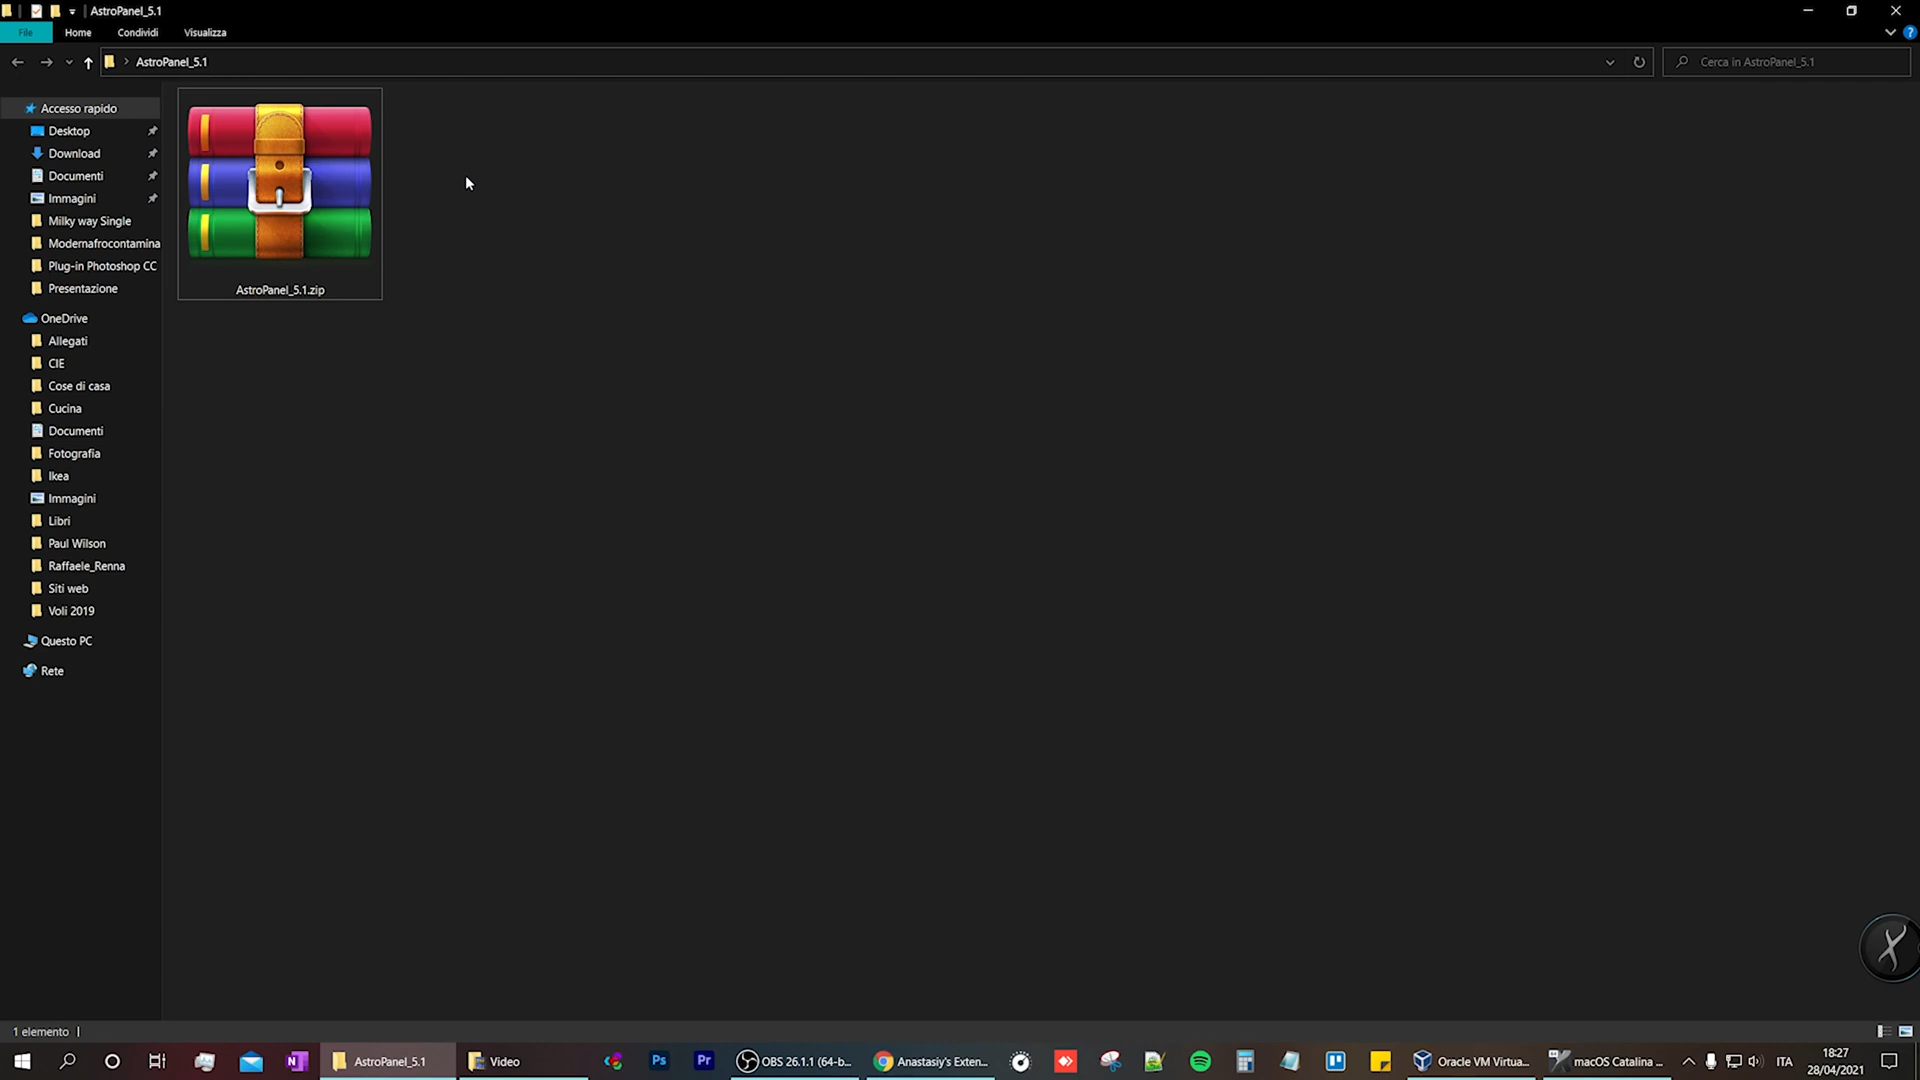 AstroPanel_5.1
File Home Condividi Visualizza
AstroPanel_5.1
Cerca in AstroPanel_5.1
Accesso rapido
Desktop
Download
Documenti
Immagini
Milky way Single
Modernafrocontamina
Plug-in Photoshop CC
Presentazione
OneDrive
Allegati
CIE
Cose di casa
Cucina
Documenti
Fotografia
Ikea
Immagini
Libri
Paul Wilson
Raffaele_Renna
Siti web
Voli 2019
Questo PC
Rete
AstroPanel_5.1.zip
1 elemento
N AstroPanel_5.1 Video Ps Pr OBS 26.1.1 (64-b... Anastasiy's Exten... Oracle VM Virtua... macOS Catalina ... ITA
18:27
28/04/2021